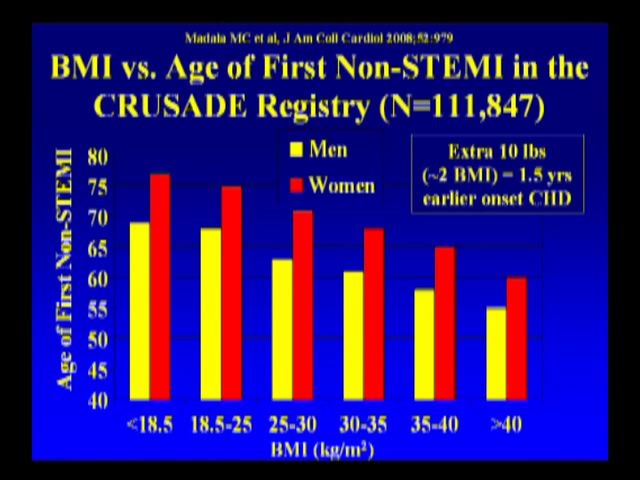 Madala MC et al, J Am Coll Cardiol 2008;52:979
BMI vs. Age of First Non-STEMI in the
CRUSADE Registry (N=111,847)
Men
Women
Extra 10 lbs
(~2 BMI) = 1.5 yrs
earlier onset CHD
Age of First Non-STEMI
80
75
70
65
60
55
50
45
40
<18.5 18.5-25 25-30 30-35 35-40 >40
BMI (kg/m²)